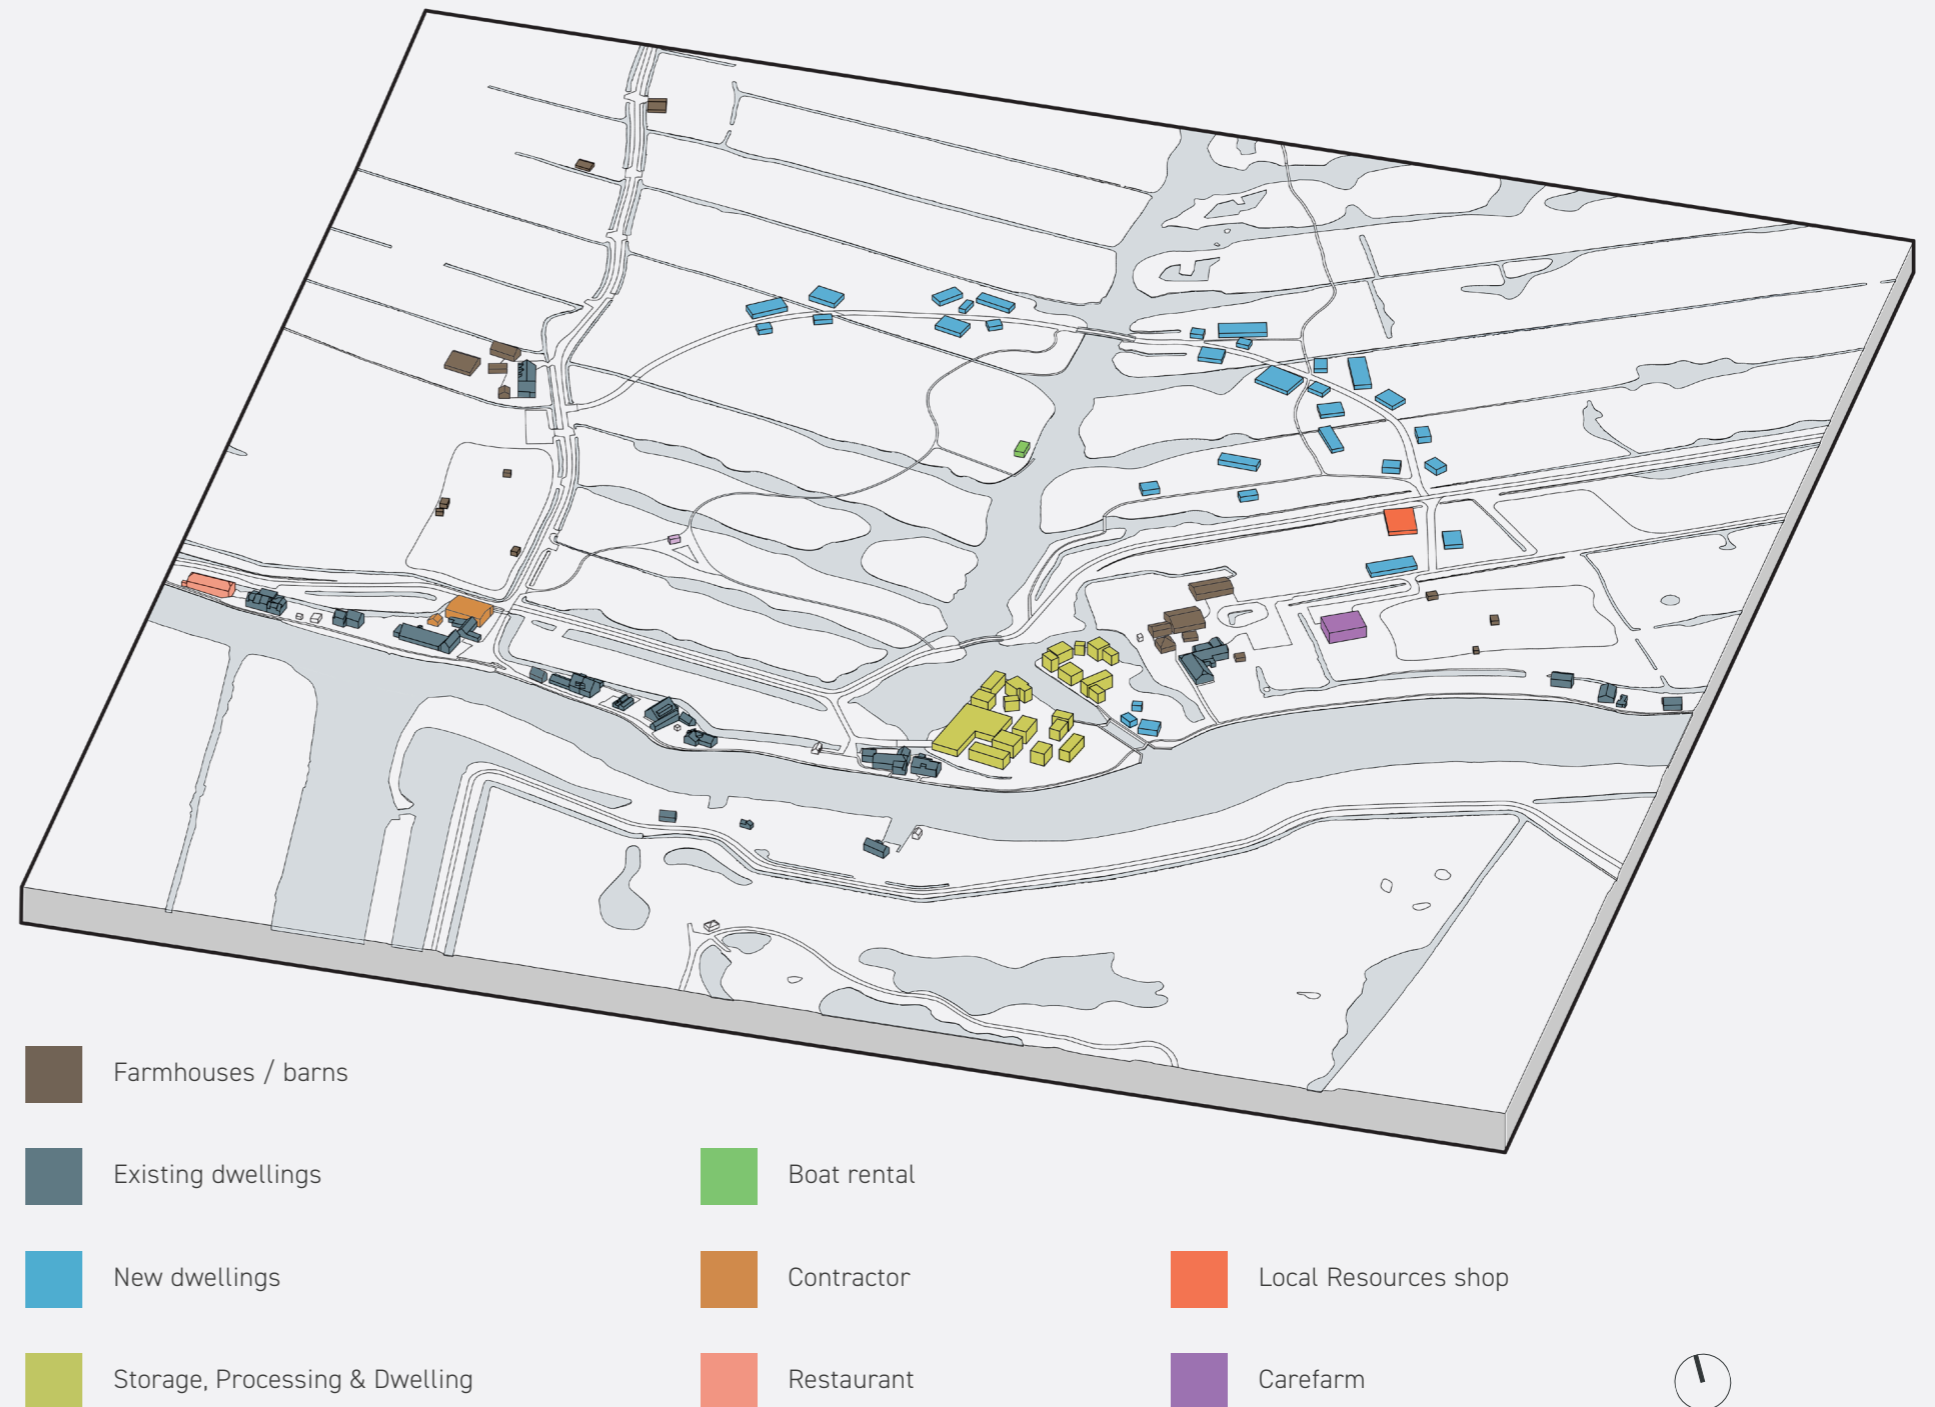 Farmhouses / barns
Existing dwellings
Boat rental
New dwellings
Contractor
Local Resources shop
Storage, Processing & Dwelling
Restaurant
Carefarm